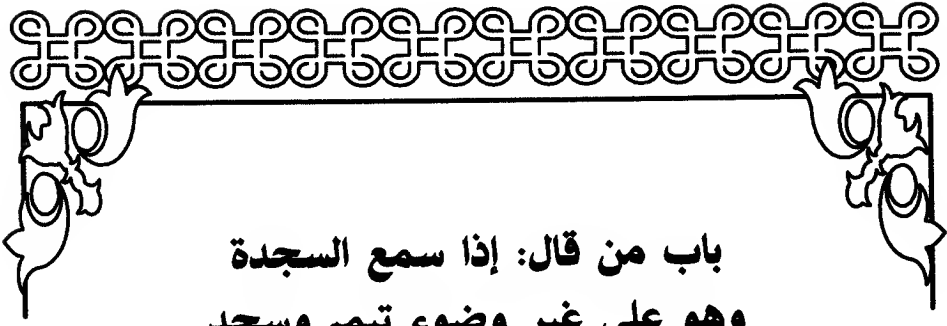 باب من قال: إذا سمع السجدة
وهو على غير وضوء تيمم وسجد